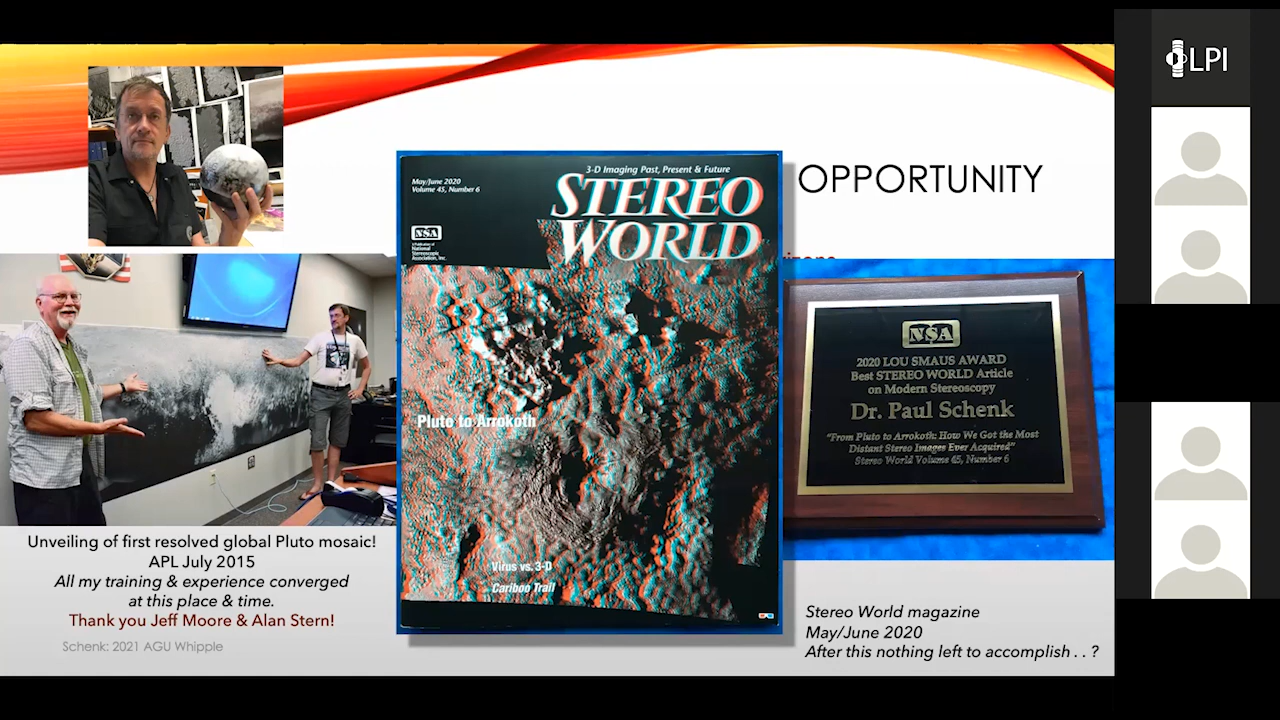 LPI
OPPORTUNITY
3-D Imaging Past, Present & Future
May/June 2020
Volume 45, Number 6
STEREO
WORLD
NSA
A Publication of
National
Stereoscopic
Association, Inc.
Pluto to Arrokoth
Virus vs. 3-D
Cariboo Trail
NSA
2020 LOU SMAUS AWARD
Best STEREO WORLD Article
on Modern Stereoscopy
Dr. Paul Schenk
"From Pluto to Arrokoth: How We Got the Most
Distant Stereo Images Ever Acquired"
Stereo World Volume 45, Number 6
Unveiling of first resolved global Pluto mosaic!
APL July 2015
All my training & experience converged
at this place & time.
Thank you Jeff Moore & Alan Stern!
Schenk: 2021 AGU Whipple
Stereo World magazine
May/June 2020
After this nothing left to accomplish . . ?